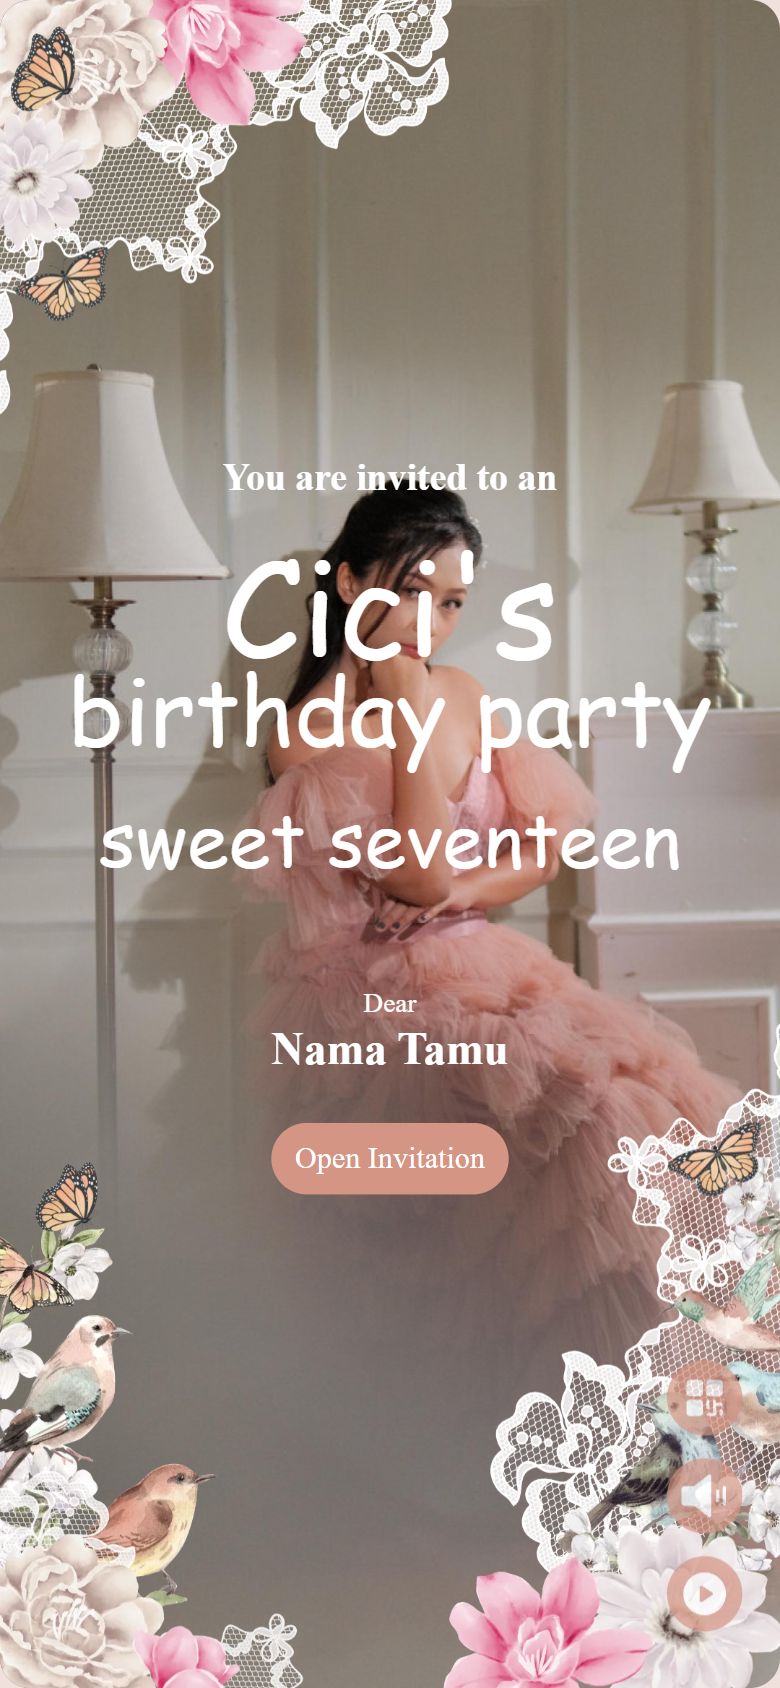 You are invited to an
Cici's
birthday party
sweet seventeen
Dear
Nama Tamu
Open Invitation